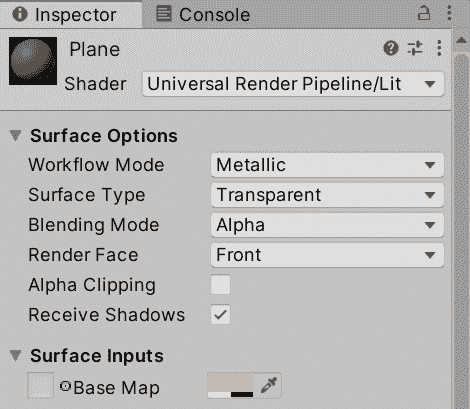 Inspector Console
Plane
Shader Universal Render Pipeline/Lit
Surface Options
Workflow Mode Metallic
Surface Type Transparent
Blending Mode Alpha
Render Face Front
Alpha Clipping
Receive Shadows
Surface Inputs
Base Map